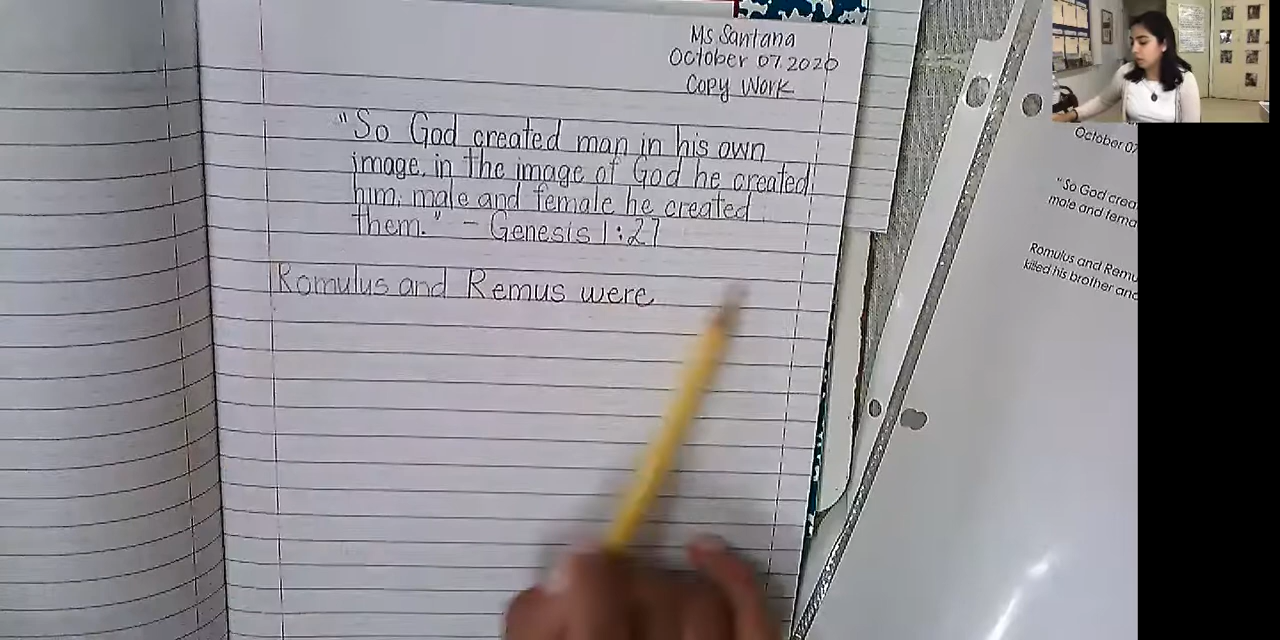 Ms Santana
October 07 2020
Copy Work
"So God created man in his own
image, in the image of God he created
him; male and female he created
them." - Genesis 1:27
Romulus and Remus were
October 07
"So God crea
male and fema
Romulus and Remu
killed his brother and